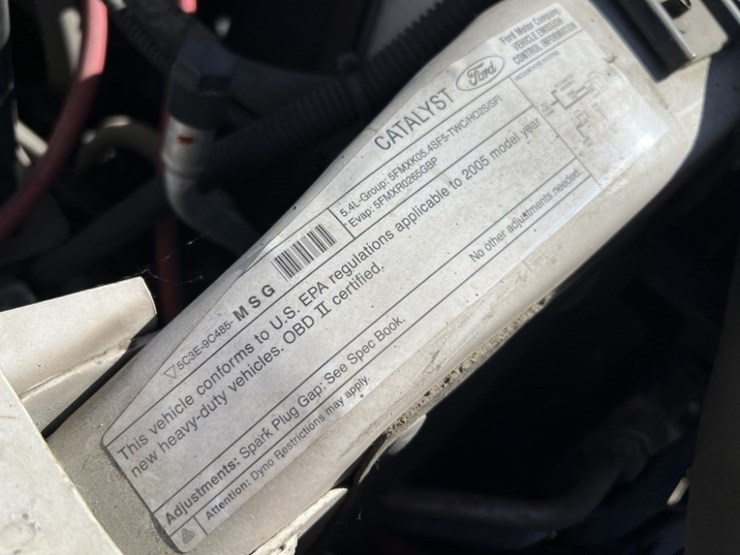 CATALYST
Ford
Ford Motor Company
VEHICLE EMISSION
CONTROL INFORMATION
5.4L-Group: 5FMXK05.4SF5-TWC/HO2S/SFI
Evap: 5FMXR0265GBP
5C3E-9C485-MSG
This vehicle conforms to U.S. EPA regulations applicable to 2005 model year
new heavy-duty vehicles. OBD II certified.
No other adjustments needed.
Adjustments: Spark Plug Gap: See Spec Book.
Attention: Dyno Restrictions may apply.